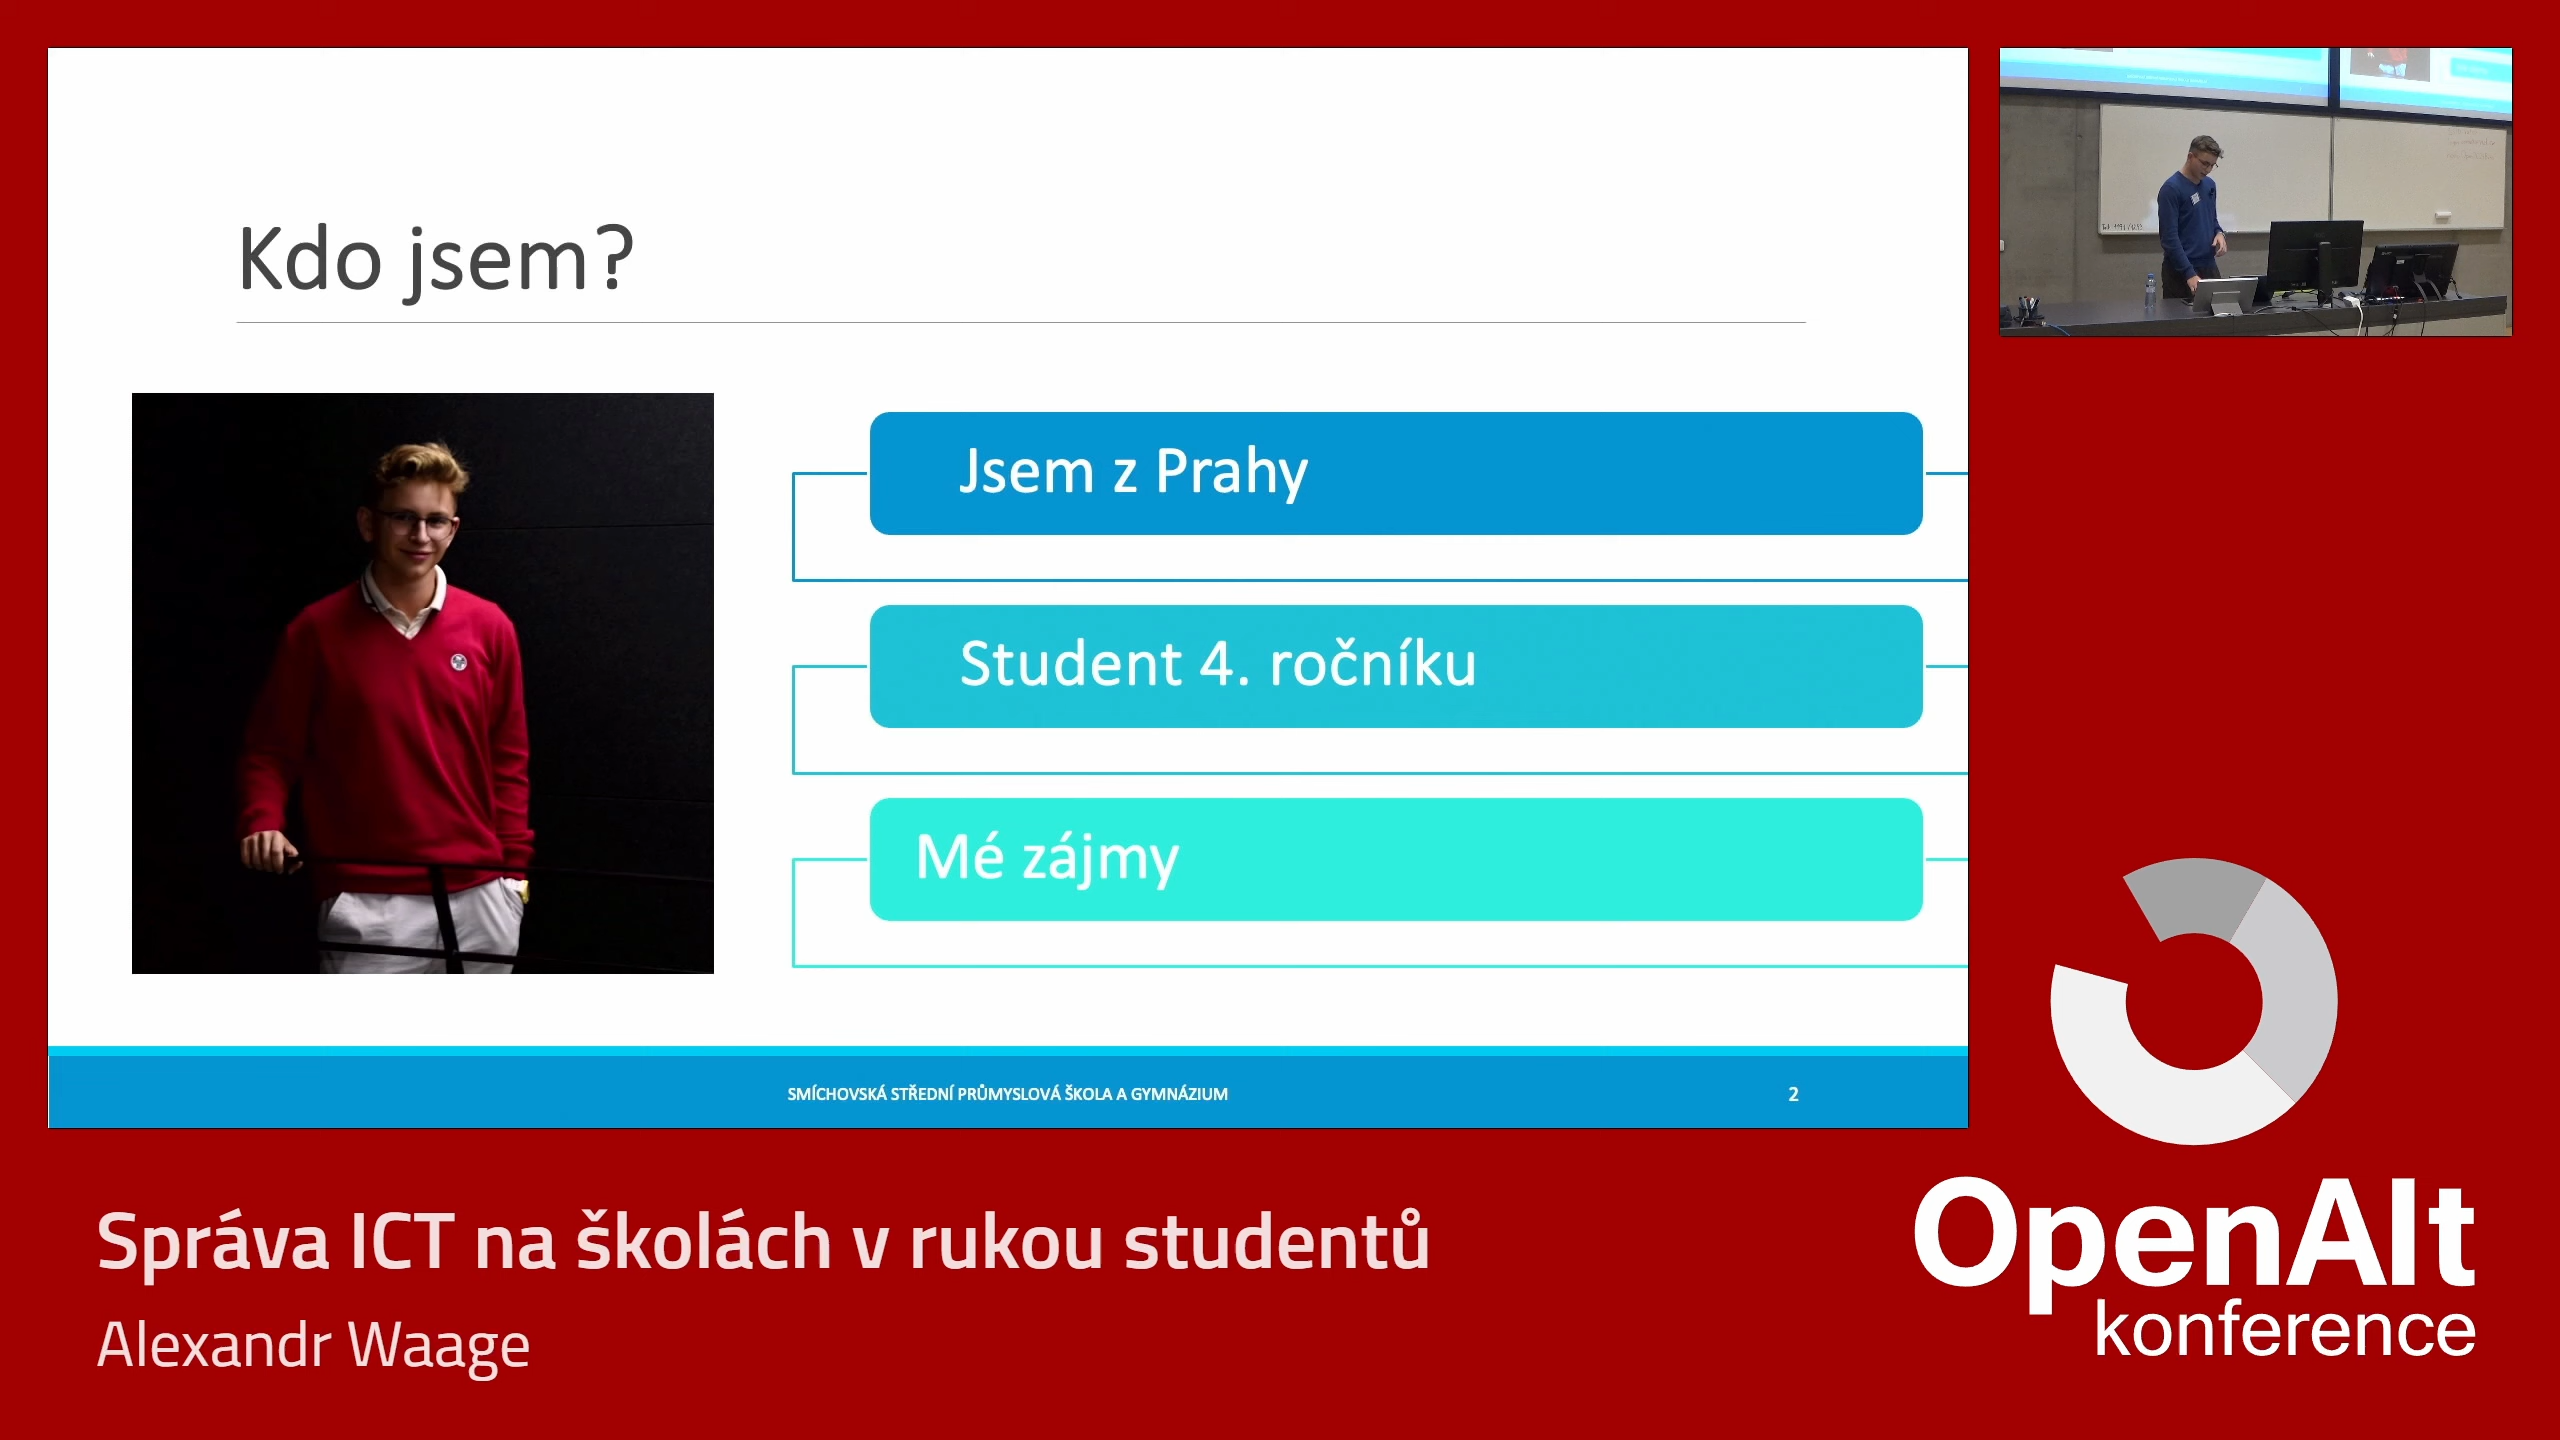 Kdo jsem?
Jsem z Prahy
Student 4. ročníku
Mé zájmy
SMÍCHOVSKÁ STŘEDNÍ PRŮMYSLOVÁ ŠKOLA A GYMNÁZIUM
2
Správa ICT na školách v rukou studentů
Alexandr Waage
OpenAlt
konference